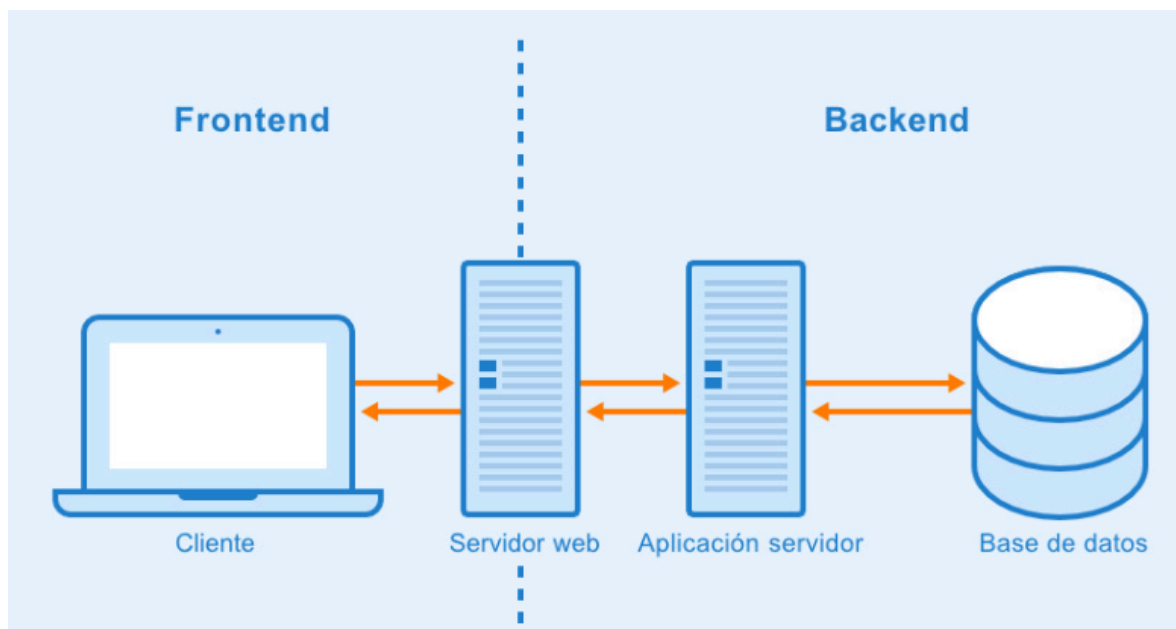 Frontend
Backend
Cliente
Servidor web
Aplicación servidor
Base de datos